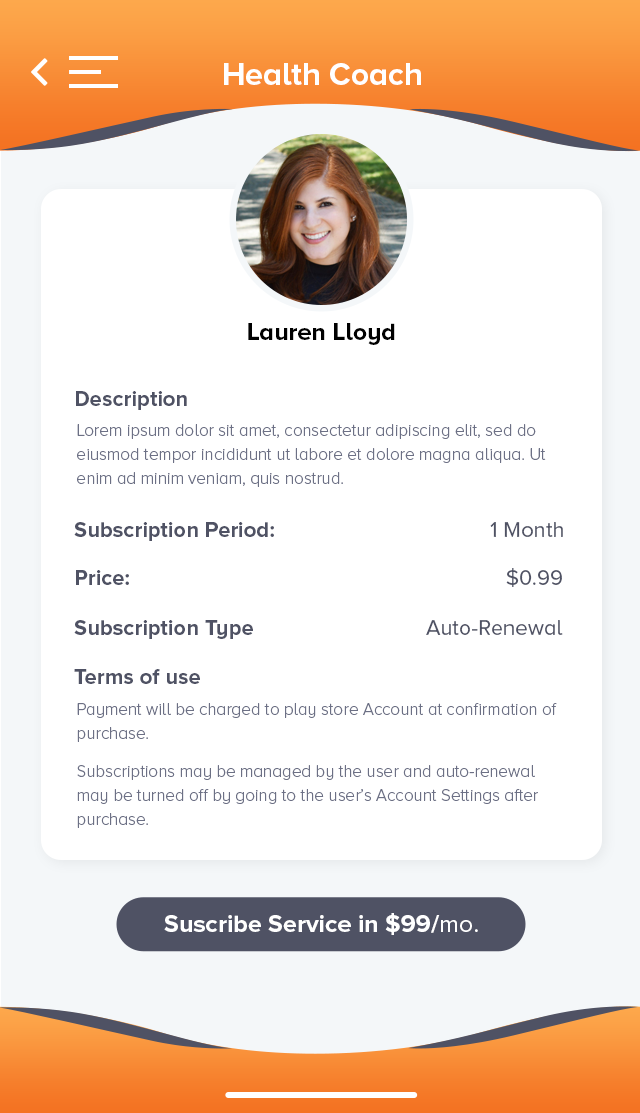 Health Coach
Lauren Lloyd
Description
Lorem ipsum dolor sit amet, consectetur adipiscing elit, sed do
eiusmod tempor incididunt ut labore et dolore magna aliqua. Ut
enim ad minim veniam, quis nostrud.
Subscription Period: 1 Month
Price: $0.99
Subscription Type Auto-Renewal
Terms of use
Payment will be charged to play store Account at confirmation of
purchase.
Subscriptions may be managed by the user and auto-renewal
may be turned off by going to the user's Account Settings after
purchase.
Suscribe Service in $99/mo.